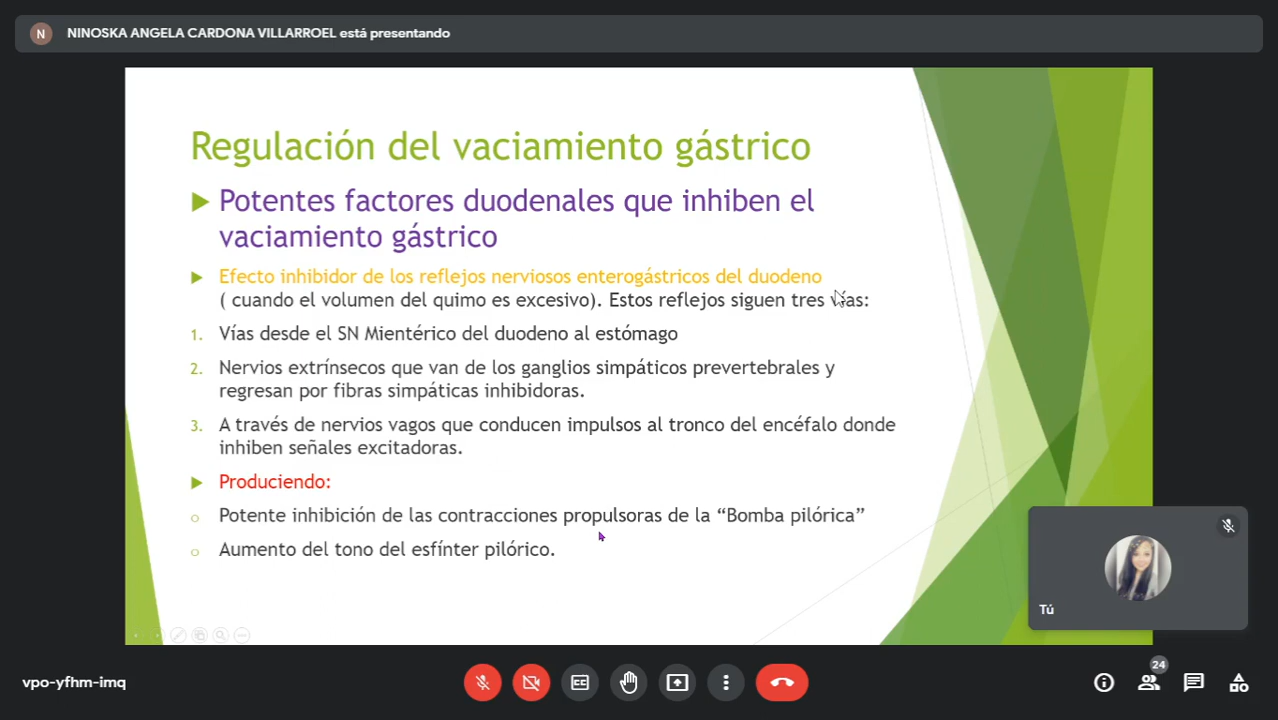 N NINOSKA ANGELA CARDONA VILLARROEL está presentando
Regulación del vaciamiento gástrico
Potentes factores duodenales que inhiben el
vaciamiento gástrico
Efecto inhibidor de los reflejos nerviosos enterogástricos del duodeno
( cuando el volumen del quimo es excesivo). Estos reflejos siguen tres vías:
1. Vías desde el SN Mientérico del duodeno al estómago
2. Nervios extrínsecos que van de los ganglios simpáticos prevertebrales y
regresan por fibras simpáticas inhibidoras.
3. A través de nervios vagos que conducen impulsos al tronco del encéfalo donde
inhiben señales excitadoras.
Produciendo:
o Potente inhibición de las contracciones propulsoras de la “Bomba pilórica”
o Aumento del tono del esfínter pilórico.
Tú
vpo-yfhm-imq
CC
24